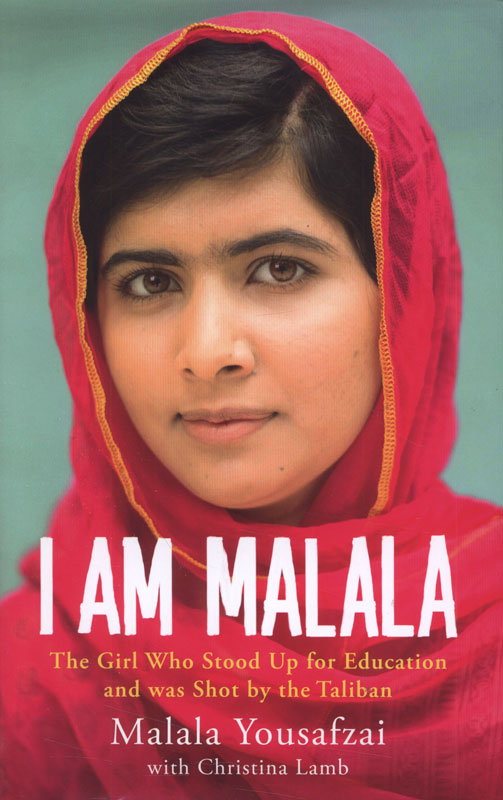 I AM MALALA
The Girl Who Stood Up for Education
and was Shot by the Taliban
Malala Yousafzai
with Christina Lamb